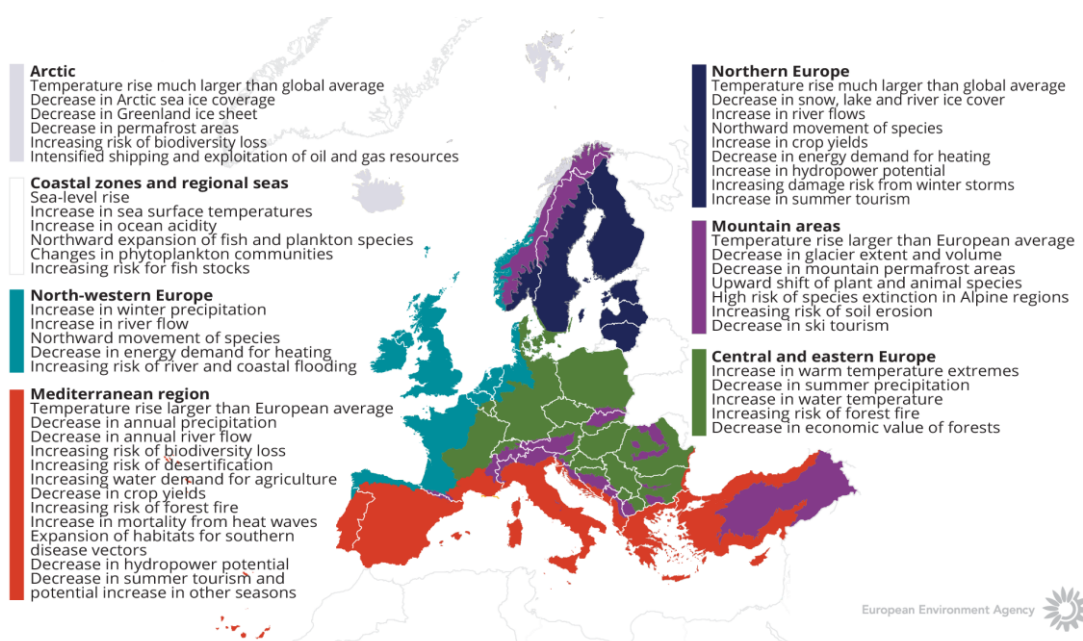 Arctic
Temperature rise much larger than global average
Decrease in Arctic sea ice coverage
Decrease in Greenland ice sheet
Decrease in permafrost areas
Increasing risk of biodiversity loss
Intensified shipping and exploitation of oil and gas resources
Coastal zones and regional seas
Sea-level rise
Increase in sea surface temperatures
Increase in ocean acidity
Northward expansion of fish and plankton species
Changes in phytoplankton communities
Increasing risk for fish stocks
North-western Europe
Increase in winter precipitation
Increase in river flow
Northward movement of species
Decrease in energy demand for heating
Increasing risk of river and coastal flooding
Mediterranean region
Temperature rise larger than European average
Decrease in annual precipitation
Decrease in annual river flow
Increasing risk of biodiversity loss
Increasing risk of desertification
Increasing water demand for agriculture
Decrease in crop yields
Increasing risk of forest fire
Increase in mortality from heat waves
Expansion of habitats for southern
disease vectors
Decrease in hydropower potential
Decrease in summer tourism and
potential increase in other seasons
Northern Europe
Temperature rise much larger than global average
Decrease in snow, lake and river ice cover
Increase in river flows
Northward movement of species
Increase in crop yields
Decrease in energy demand for heating
Increase in hydropower potential
Increasing damage risk from winter storms
Increase in summer tourism
Mountain areas
Temperature rise larger than European average
Decrease in glacier extent and volume
Decrease in mountain permafrost areas
Upward shift of plant and animal species
High risk of species extinction in Alpine regions
Increasing risk of soil erosion
Decrease in ski tourism
Central and eastern Europe
Increase in warm temperature extremes
Decrease in summer precipitation
Increase in water temperature
Increasing risk of forest fire
Decrease in economic value of forests
European Environment Agency